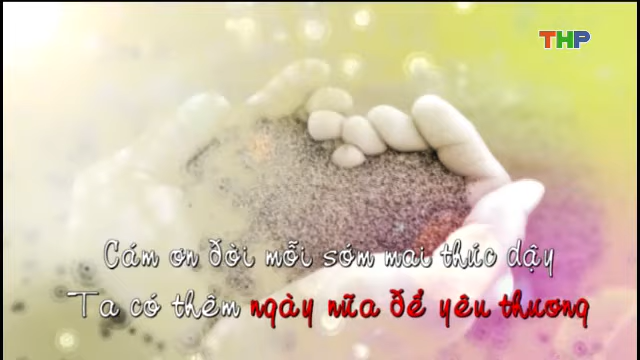 THP
Cám ơn đời mỗi sớm mai thức dậy
Ta có thêm ngày nữa để yêu thương